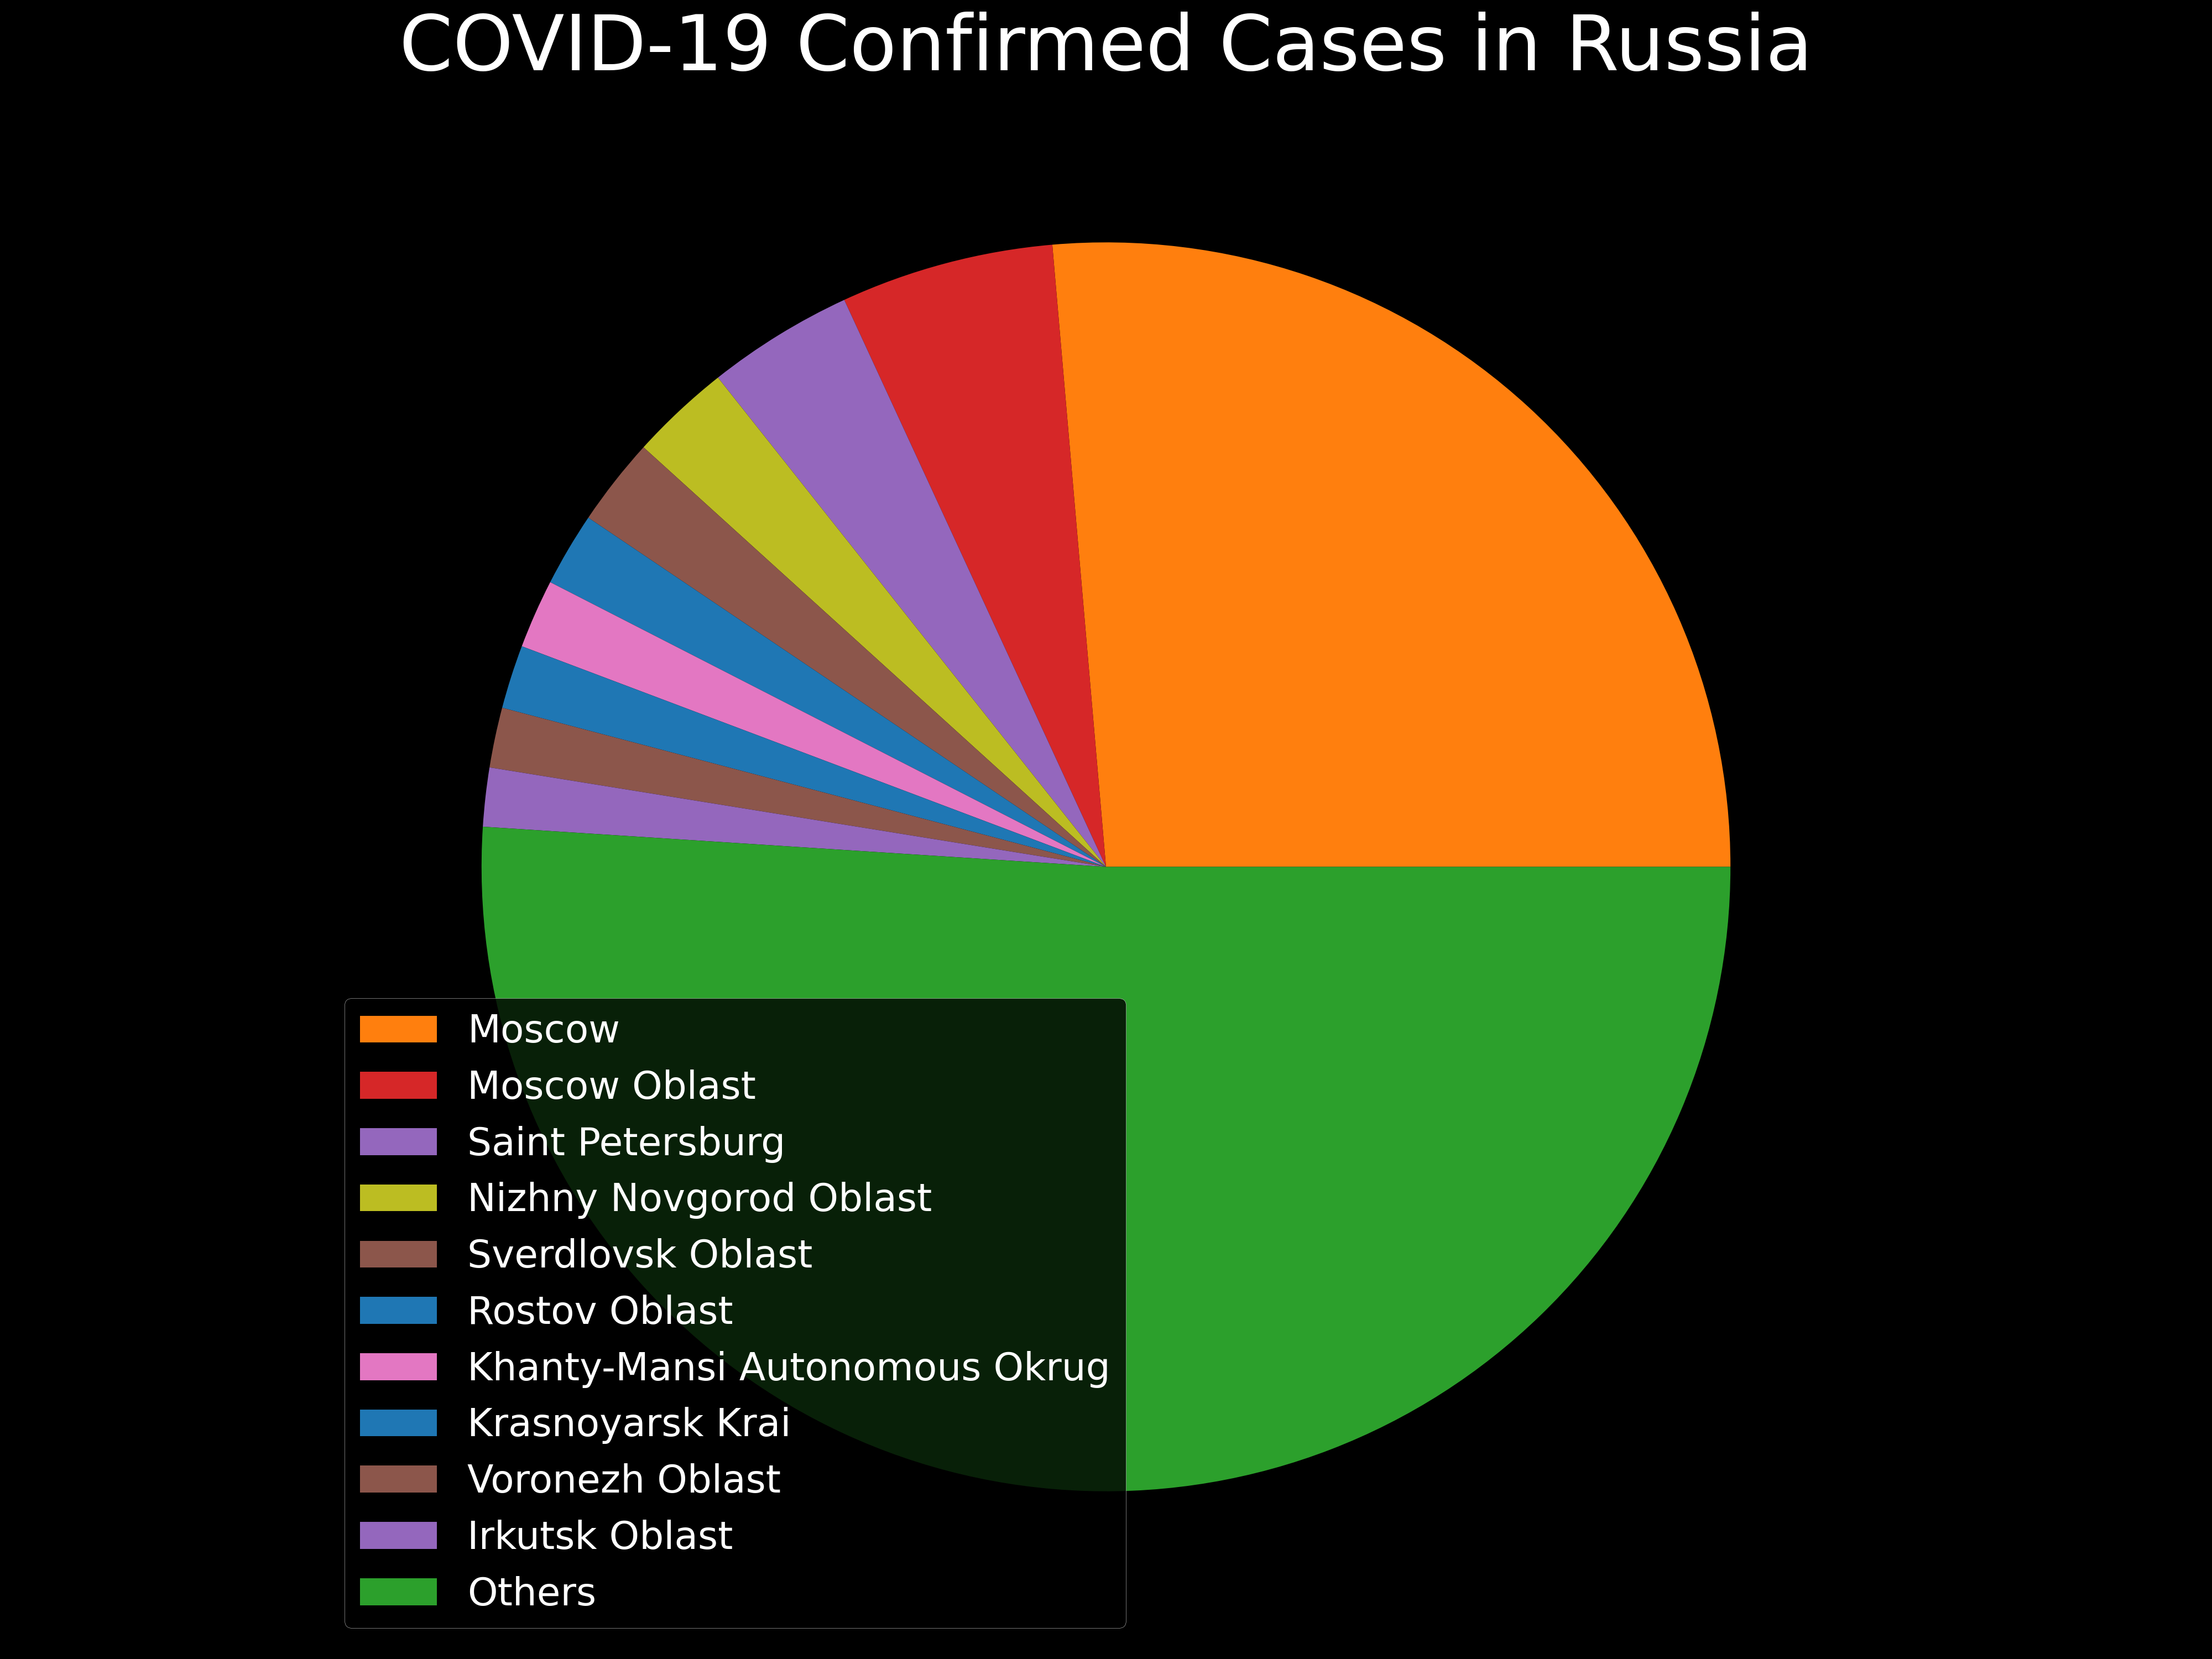 COVID-19 Confirmed Cases in Russia
Moscow
Moscow Oblast
Saint Petersburg
Nizhny Novgorod Oblast
Sverdlovsk Oblast
Rostov Oblast
Khanty-Mansi Autonomous Okrug
Krasnoyarsk Krai
Voronezh Oblast
Irkutsk Oblast
Others